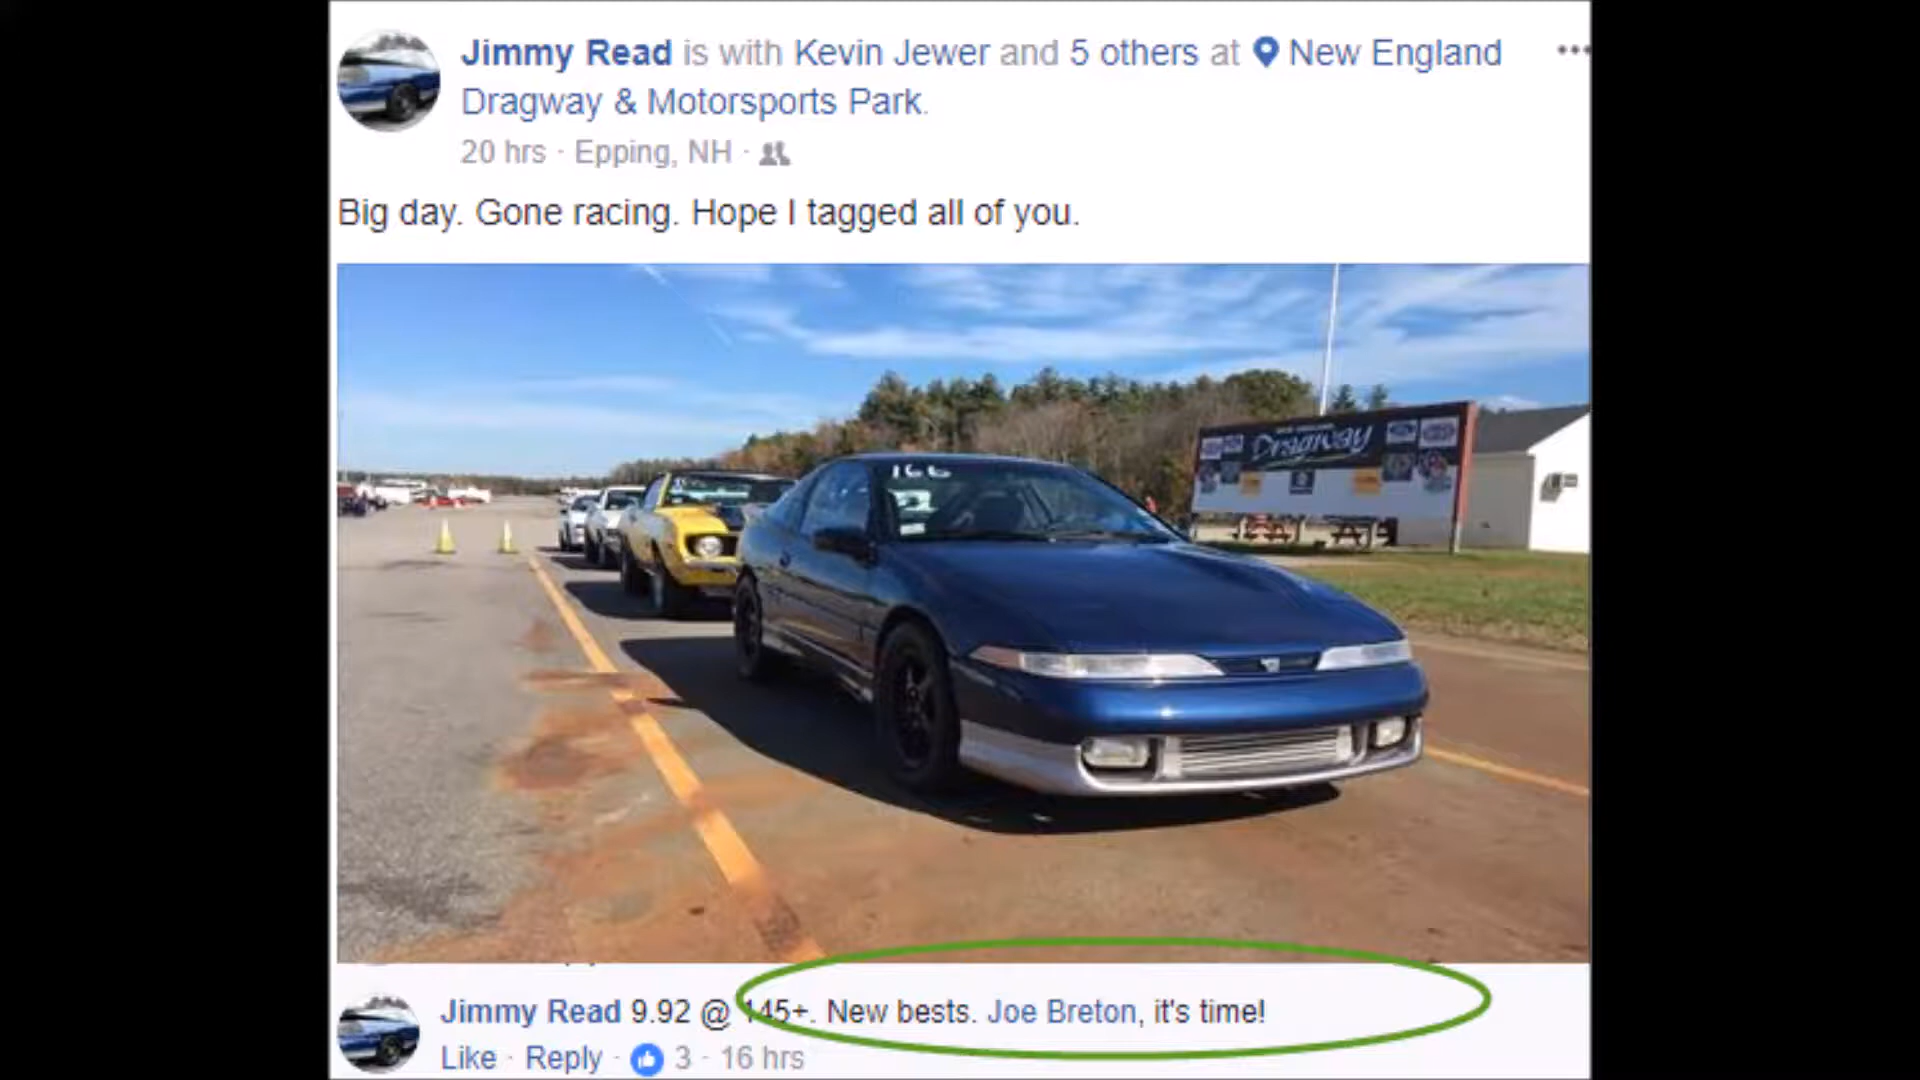 Jimmy Read is with Kevin Jewer and 5 others at New England
Dragway & Motorsports Park.
20 hrs · Epping, NH ·
Big day. Gone racing. Hope I tagged all of you.
166
Dragway
Jimmy Read 9.92 @ 145+. New bests. Joe Breton, it's time!
Like · Reply · 3 · 16 hrs